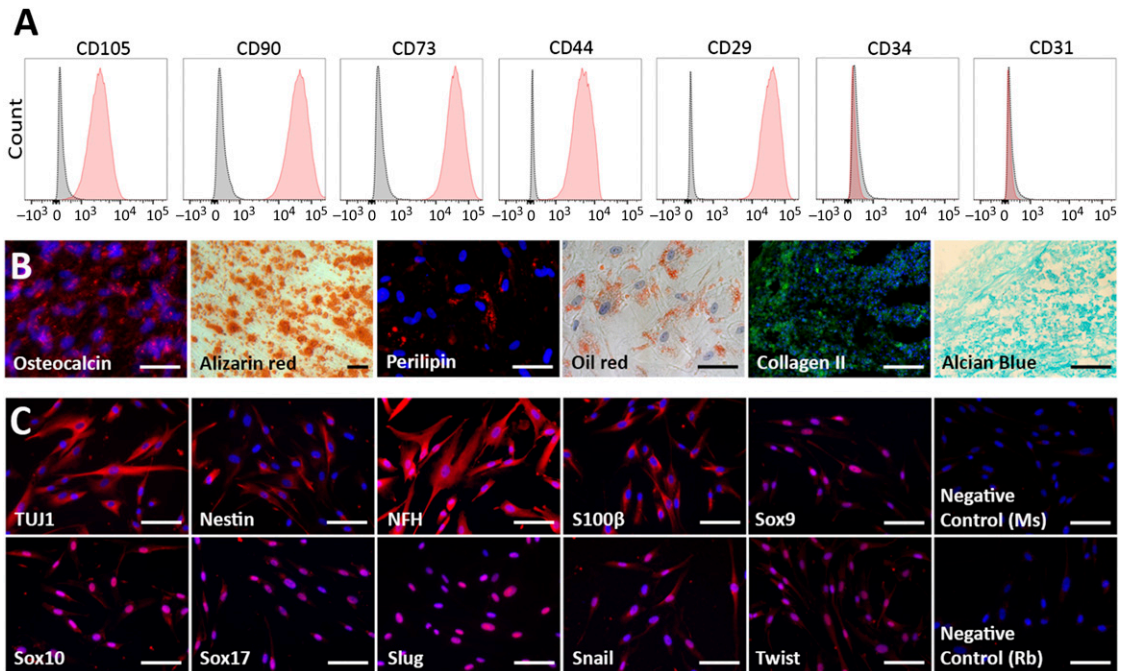 A
CD105 CD90 CD73 CD44 CD29 CD34 CD31
Count
−10³ 0 10³ 10⁴ 10⁵ −10³ 0 10³ 10⁴ 10⁵ −10³ 0 10³ 10⁴ 10⁵ −10³ 0 10³ 10⁴ 10⁵ −10³ 0 10³ 10⁴ 10⁵ −10³ 0 10³ 10⁴ 10⁵ −10³ 0 10³ 10⁴ 10⁵
B
Osteocalcin Alizarin red Perilipin Oil red Collagen II Alcian Blue
C
TUJ1 Nestin NFH S100β Sox9 Negative
Control (Ms)
Sox10 Sox17 Slug Snail Twist Negative
Control (Rb)